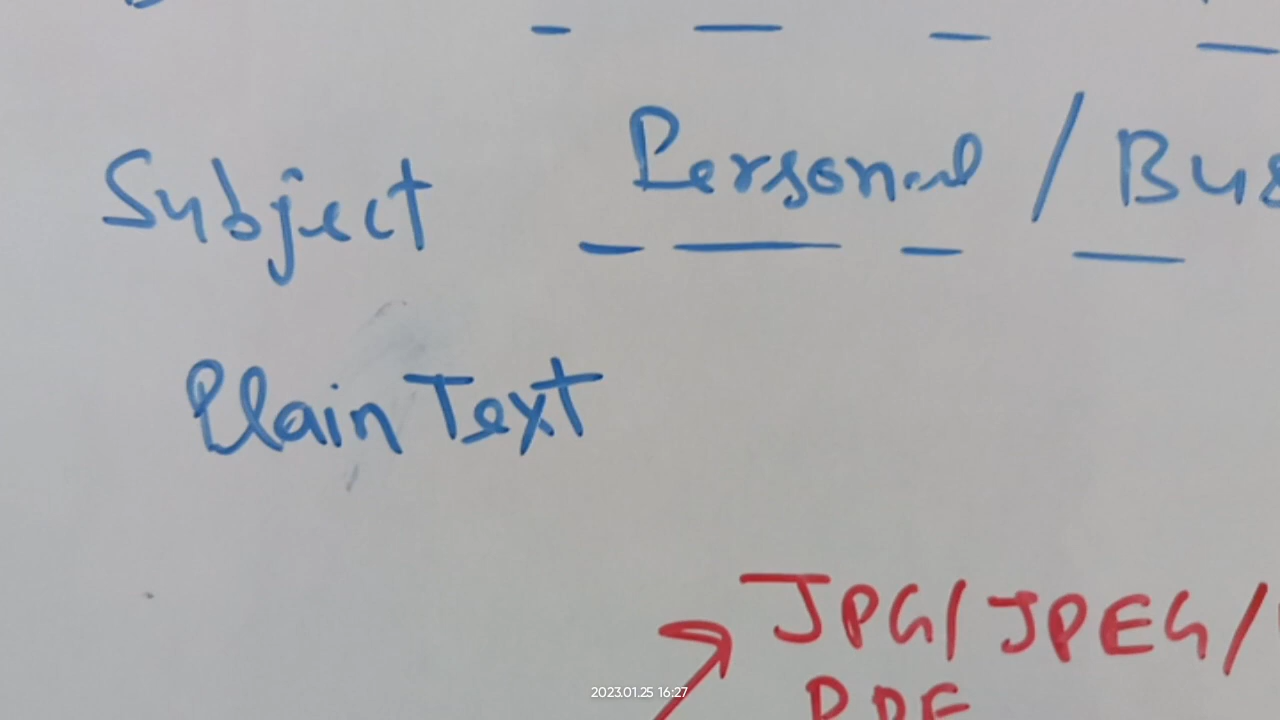 Subject Personal / Bus
Plain Text
JPG/JPEG/
PDF
2023.01.25 16:27